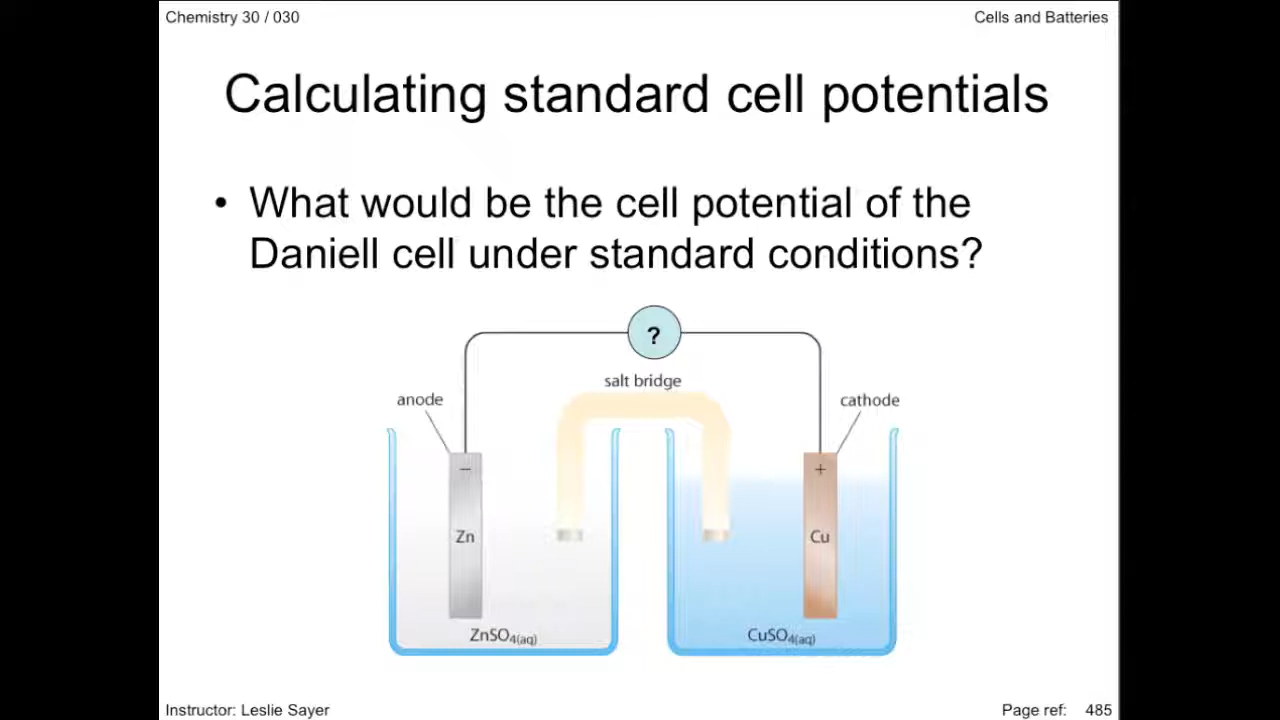 Chemistry 30 / 030
Cells and Batteries
Calculating standard cell potentials
• What would be the cell potential of the
Daniell cell under standard conditions?
?
salt bridge
anode
cathode
–
+
Zn
Cu
ZnSO4(aq)
CuSO4(aq)
Instructor: Leslie Sayer
Page ref: 485